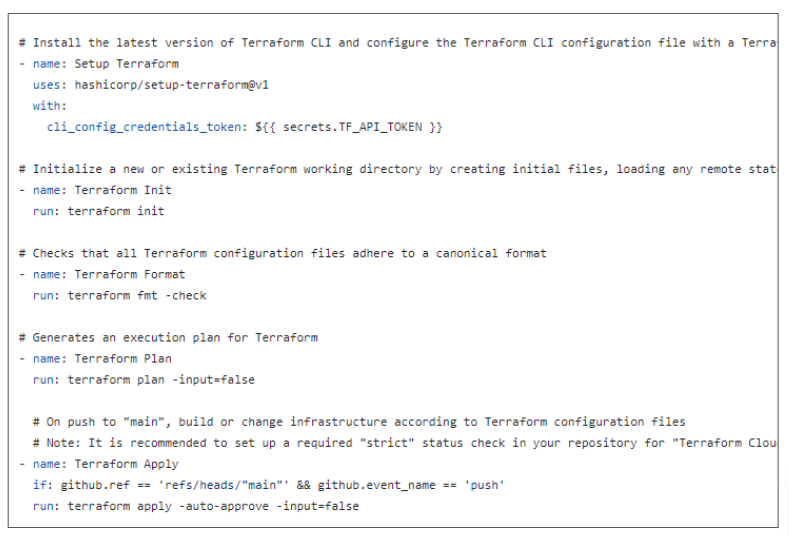 # Install the latest version of Terraform CLI and configure the Terraform CLI configuration file with a Terra
- name: Setup Terraform
uses: hashicorp/setup-terraform@v1
with:
cli_config_credentials_token: ${{ secrets.TF_API_TOKEN }}
# Initialize a new or existing Terraform working directory by creating initial files, loading any remote stat
- name: Terraform Init
run: terraform init
# Checks that all Terraform configuration files adhere to a canonical format
- name: Terraform Format
run: terraform fmt -check
# Generates an execution plan for Terraform
- name: Terraform Plan
run: terraform plan -input=false
# On push to "main", build or change infrastructure according to Terraform configuration files
# Note: It is recommended to set up a required "strict" status check in your repository for "Terraform Clou
- name: Terraform Apply
if: github.ref == 'refs/heads/"main"' && github.event_name == 'push'
run: terraform apply -auto-approve -input=false